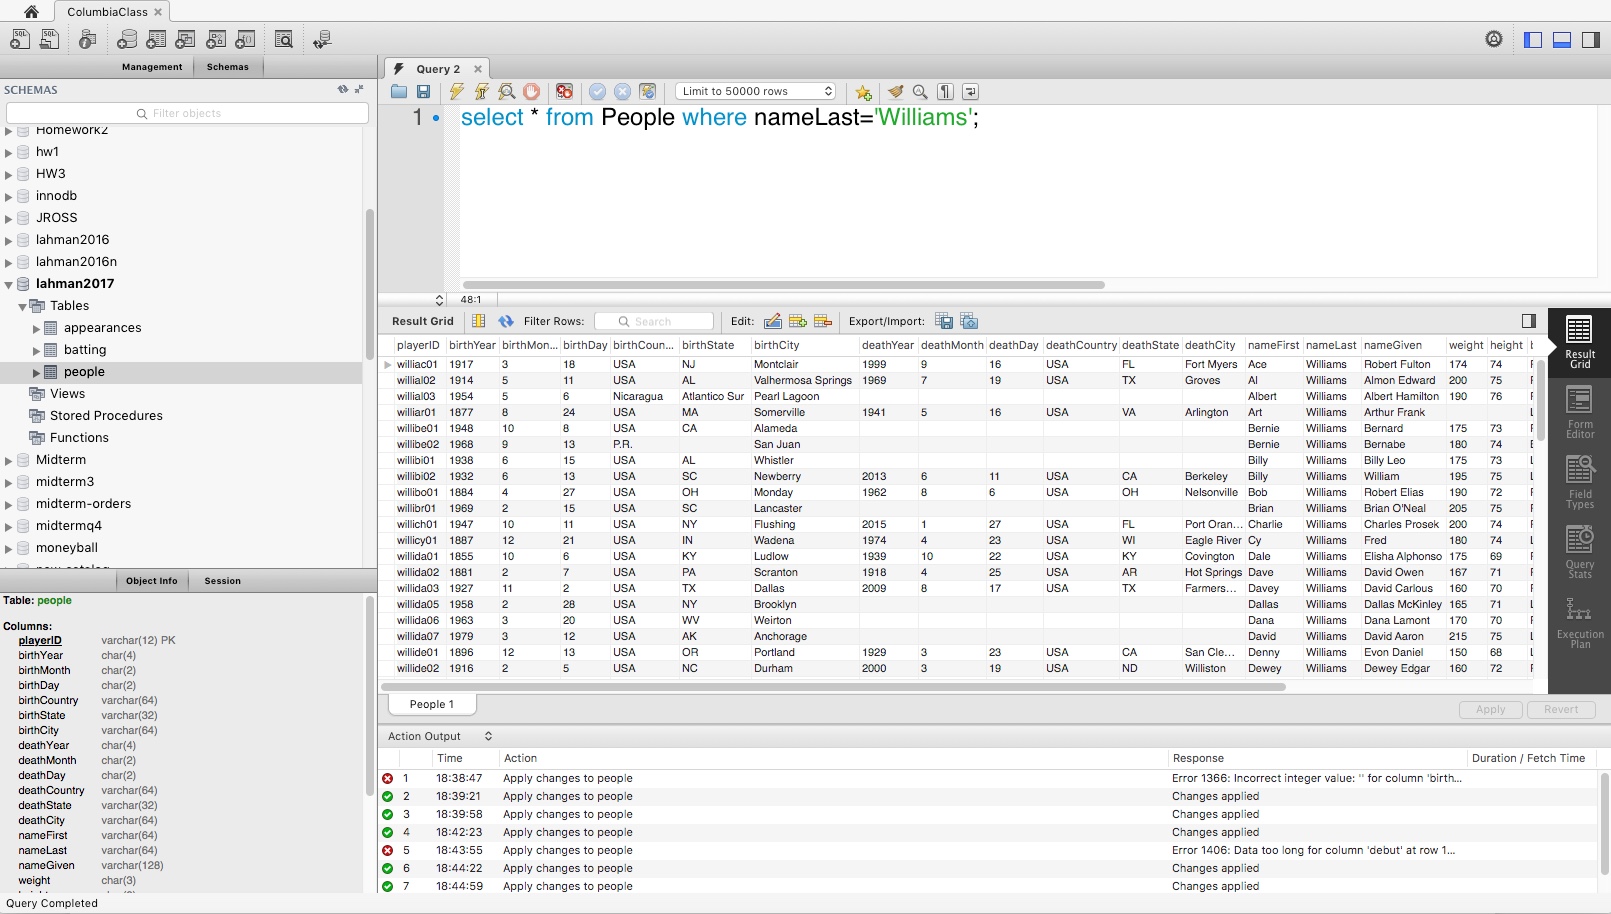 ColumbiaClass
Management Schemas
SCHEMAS
Filter objects
Homework2
hw1
HW3
innodb
JROSS
lahman2016
lahman2016n
lahman2017
Tables
appearances
batting
people
Views
Stored Procedures
Functions
Midterm
midterm3
midterm-orders
midtermq4
moneyball
Object Info Session
Table: people
Columns:
playerID varchar(12) PK
birthYear char(4)
birthMonth char(2)
birthDay char(2)
birthCountry varchar(64)
birthState varchar(32)
birthCity varchar(64)
deathYear char(4)
deathMonth char(2)
deathDay char(2)
deathCountry varchar(64)
deathState varchar(32)
deathCity varchar(64)
nameFirst varchar(64)
nameLast varchar(64)
nameGiven varchar(128)
weight char(3)
Query Completed
Query 2
Limit to 50000 rows
1 select * from People where nameLast='Williams';
48:1
Result Grid Filter Rows: Search Edit: Export/Import:
playerID birthYear birthMon... birthDay birthCoun... birthState birthCity deathYear deathMonth deathDay deathCountry deathState deathCity nameFirst nameLast nameGiven weight height
williac01 1917 3 18 USA NJ Montclair 1999 9 16 USA FL Fort Myers Ace Williams Robert Fulton 174 74
willial02 1914 5 11 USA AL Valhermosa Springs 1969 7 19 USA TX Groves Al Williams Almon Edward 200 75
willial03 1954 5 6 Nicaragua Atlantico Sur Pearl Lagoon Albert Williams Albert Hamilton 190 76
williar01 1877 8 24 USA MA Somerville 1941 5 16 USA VA Arlington Art Williams Arthur Frank
willibe01 1948 10 8 USA CA Alameda Bernie Williams Bernard 175 73
willibe02 1968 9 13 P.R. San Juan Bernie Williams Bernabe 180 74
willibi01 1938 6 15 USA AL Whistler Billy Williams Billy Leo 175 73
willibi02 1932 6 13 USA SC Newberry 2013 6 11 USA CA Berkeley Billy Williams William 195 75
willibo01 1884 4 27 USA OH Monday 1962 8 6 USA OH Nelsonville Bob Williams Robert Elias 190 72
willibr01 1969 2 15 USA SC Lancaster Brian Williams Brian O'Neal 205 75
willich01 1947 10 11 USA NY Flushing 2015 1 27 USA FL Port Oran... Charlie Williams Charles Prosek 200 74
willicy01 1887 12 21 USA IN Wadena 1974 4 23 USA WI Eagle River Cy Williams Fred 180 74
willida01 1855 10 6 USA KY Ludlow 1939 10 22 USA KY Covington Dale Williams Elisha Alphonso 175 69
willida02 1881 2 7 USA PA Scranton 1918 4 25 USA AR Hot Springs Dave Williams David Owen 167 71
willida03 1927 11 2 USA TX Dallas 2009 8 17 USA TX Farmers... Davey Williams David Carlous 160 70
willida05 1958 2 28 USA NY Brooklyn Dallas Williams Dallas McKinley 165 71
willida06 1963 3 20 USA WV Weirton Dana Williams Dana Lamont 170 70
willida07 1979 3 12 USA AK Anchorage David Williams David Aaron 215 75
willide01 1896 12 13 USA OR Portland 1929 3 23 USA CA San Cle... Denny Williams Evon Daniel 150 68
willide02 1916 2 5 USA NC Durham 2000 3 19 USA ND Williston Dewey Williams Dewey Edgar 160 72
Result
Grid
Form
Editor
Field
Types
Query
Stats
Execution
Plan
People 1 Apply Revert
Action Output
Time Action Response Duration / Fetch Time
1 18:38:47 Apply changes to people Error 1366: Incorrect integer value: '' for column 'birth...
2 18:39:21 Apply changes to people Changes applied
3 18:39:58 Apply changes to people Changes applied
4 18:42:23 Apply changes to people Changes applied
5 18:43:55 Apply changes to people Error 1406: Data too long for column 'debut' at row 1...
6 18:44:22 Apply changes to people Changes applied
7 18:44:59 Apply changes to people Changes applied